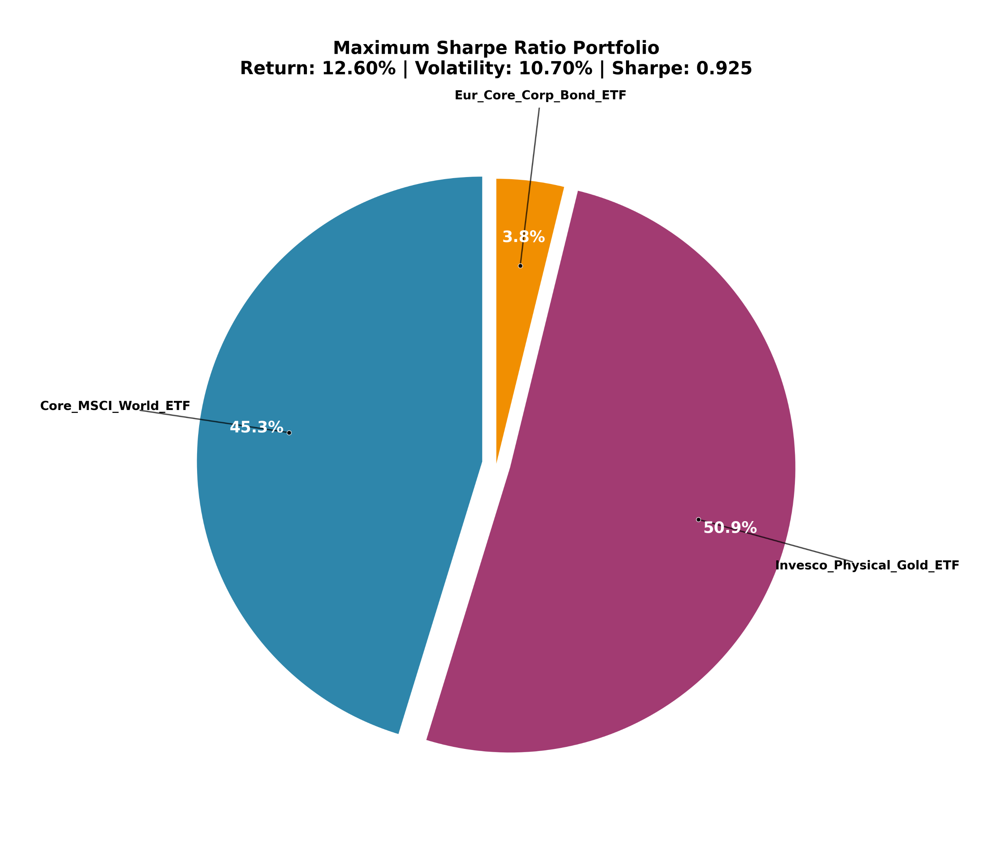 Maximum Sharpe Ratio Portfolio
Return: 12.60% | Volatility: 10.70% | Sharpe: 0.925
Eur_Core_Corp_Bond_ETF
3.8%
Core_MSCI_World_ETF
45.3%
50.9%
Invesco_Physical_Gold_ETF